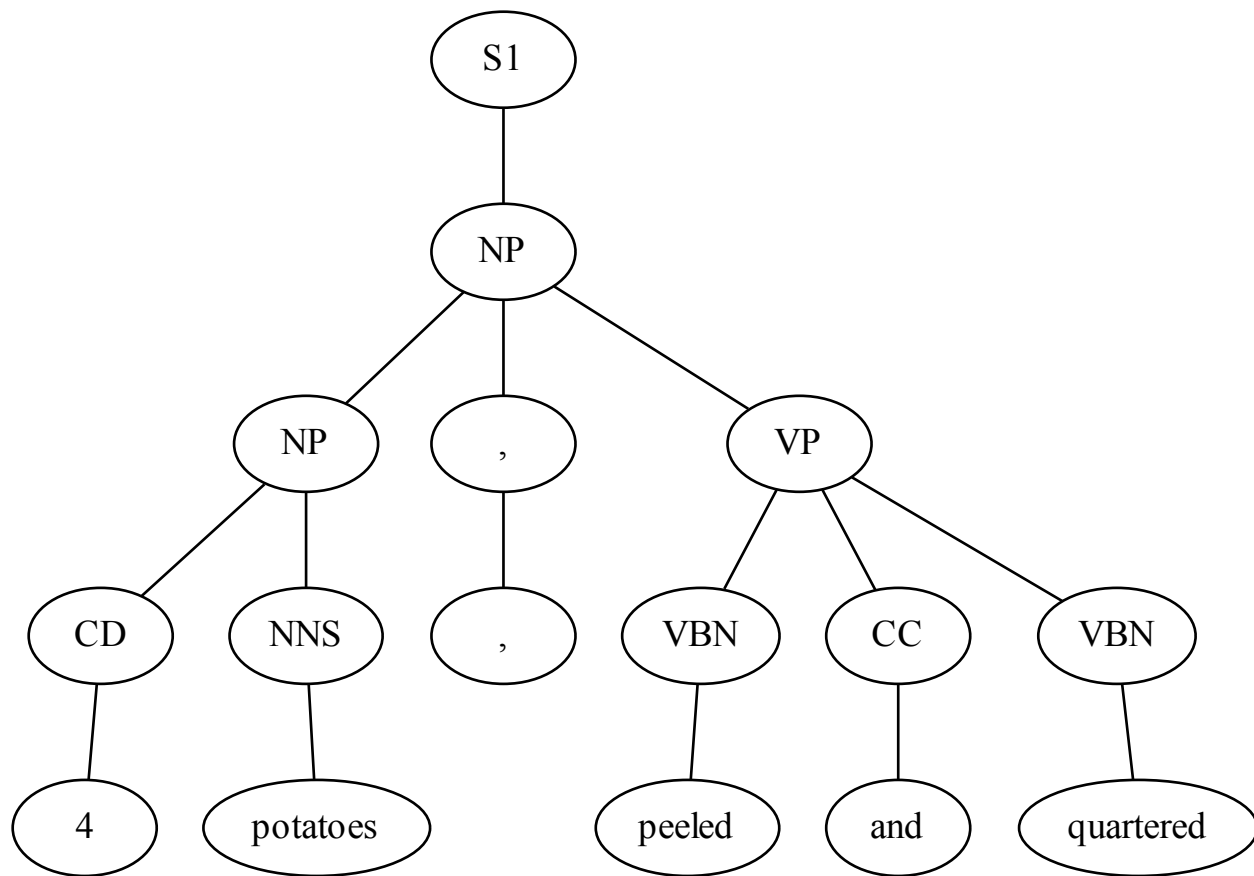 S1
NP
NP , VP
CD NNS , VBN CC VBN
4 potatoes peeled and quartered